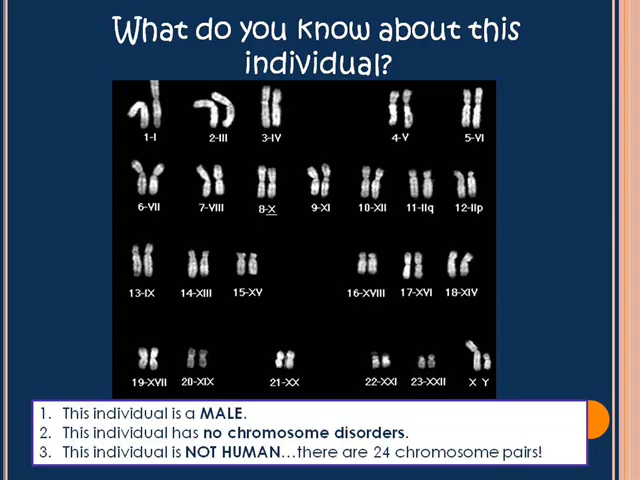 What do you know about this
individual?
1-I 2-III 3-IV 4-V 5-VI
6-VII 7-VIII 8-X 9-XI 10-XII 11-IIq 12-IIp
13-IX 14-XIII 15-XV 16-XVIII 17-XVI 18-XIV
19-XVII 20-XIX 21-XX 22-XXI 23-XXII X Y
1. This individual is a MALE.
2. This individual has no chromosome disorders.
3. This individual is NOT HUMAN…there are 24 chromosome pairs!